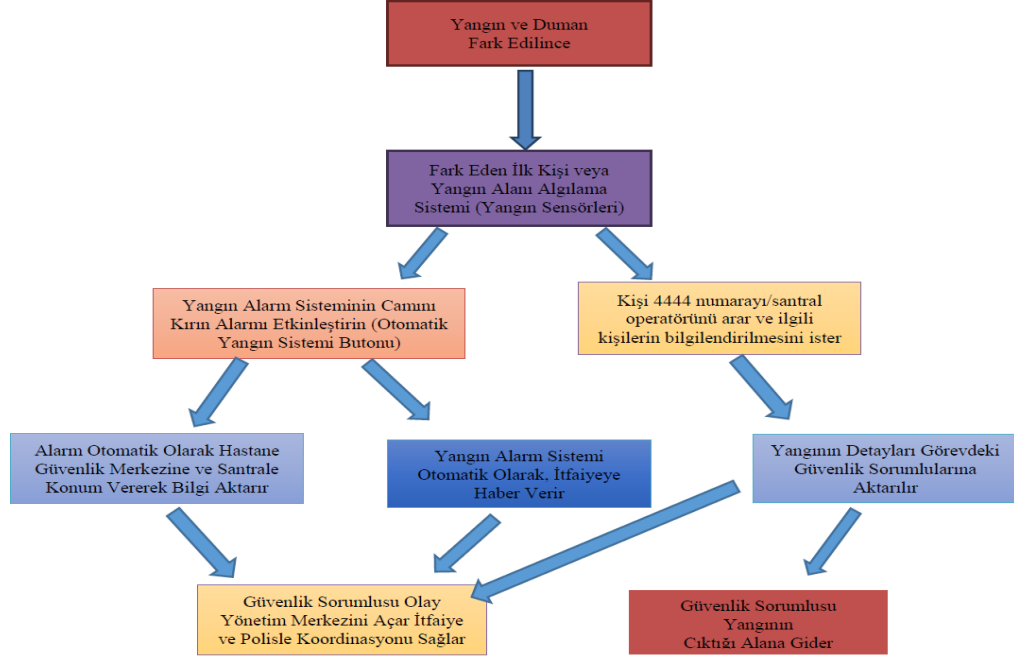 Yangın ve Duman
Fark Edilince
Fark Eden İlk Kişi veya
Yangın Alanı Algılama
Sistemi (Yangın Sensörleri)
Yangın Alarm Sisteminin Camını
Kırın Alarmı Etkinleştirin (Otomatik
Yangın Sistemi Butonu)
Kişi 4444 numarayı/santral
operatörünü arar ve ilgili
kişilerin bilgilendirilmesini ister
Alarm Otomatik Olarak Hastane
Güvenlik Merkezine ve Santrale
Konum Vererek Bilgi Aktarır
Yangın Alarm Sistemi
Otomatik Olarak, İtfaiyeye
Haber Verir
Yangının Detayları Görevdeki
Güvenlik Sorumlularına
Aktarılır
Güvenlik Sorumlusu Olay
Yönetim Merkezini Açar İtfaiye
ve Polisle Koordinasyonu Sağlar
Güvenlik Sorumlusu
Yangının
Çıktığı Alana Gider